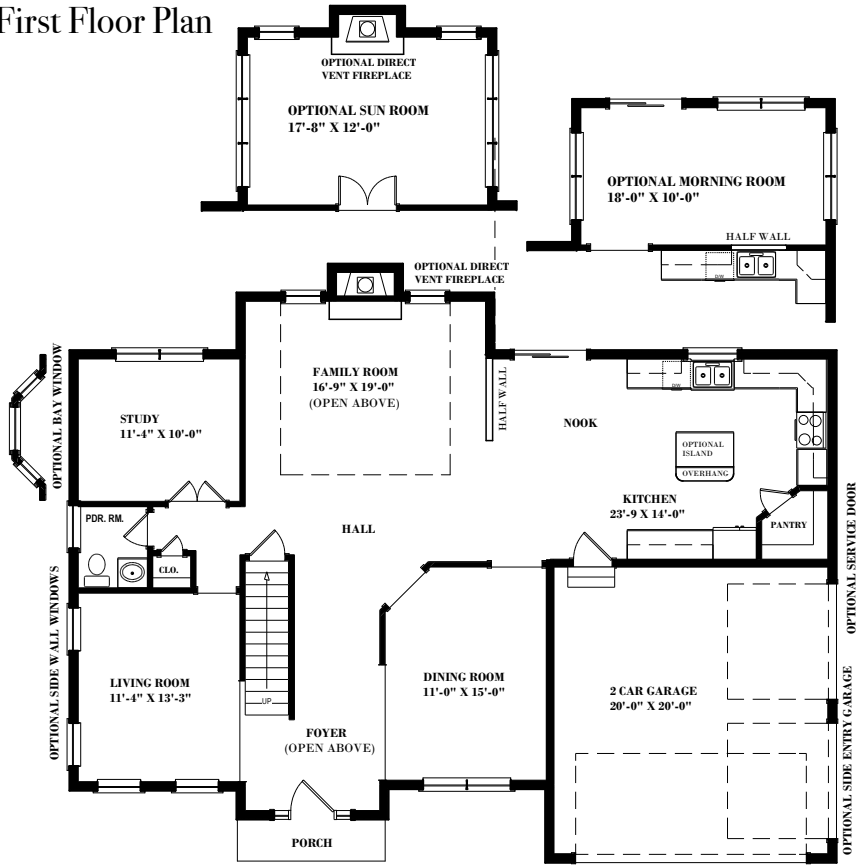 First Floor Plan
OPTIONAL DIRECT
VENT FIREPLACE
OPTIONAL SUN ROOM
17'-8" X 12'-0"
OPTIONAL MORNING ROOM
18'-0" X 10'-0"
HALF WALL
D/W
OPTIONAL DIRECT
VENT FIREPLACE
OPTIONAL BAY WINDOW
STUDY
11'-4" X 10'-0"
FAMILY ROOM
16'-9" X 19'-0"
(OPEN ABOVE)
HALF WALL
NOOK
D/W
OPTIONAL
ISLAND
OVERHANG
KITCHEN
23'-9 X 14'-0"
PANTRY
PDR. RM.
CLO.
HALL
OPTIONAL SERVICE DOOR
OPTIONAL SIDE WALL WINDOWS
LIVING ROOM
11'-4" X 13'-3"
UP
DINING ROOM
11'-0" X 15'-0"
2 CAR GARAGE
20'-0" X 20'-0"
FOYER
(OPEN ABOVE)
OPTIONAL SIDE ENTRY GARAGE
PORCH